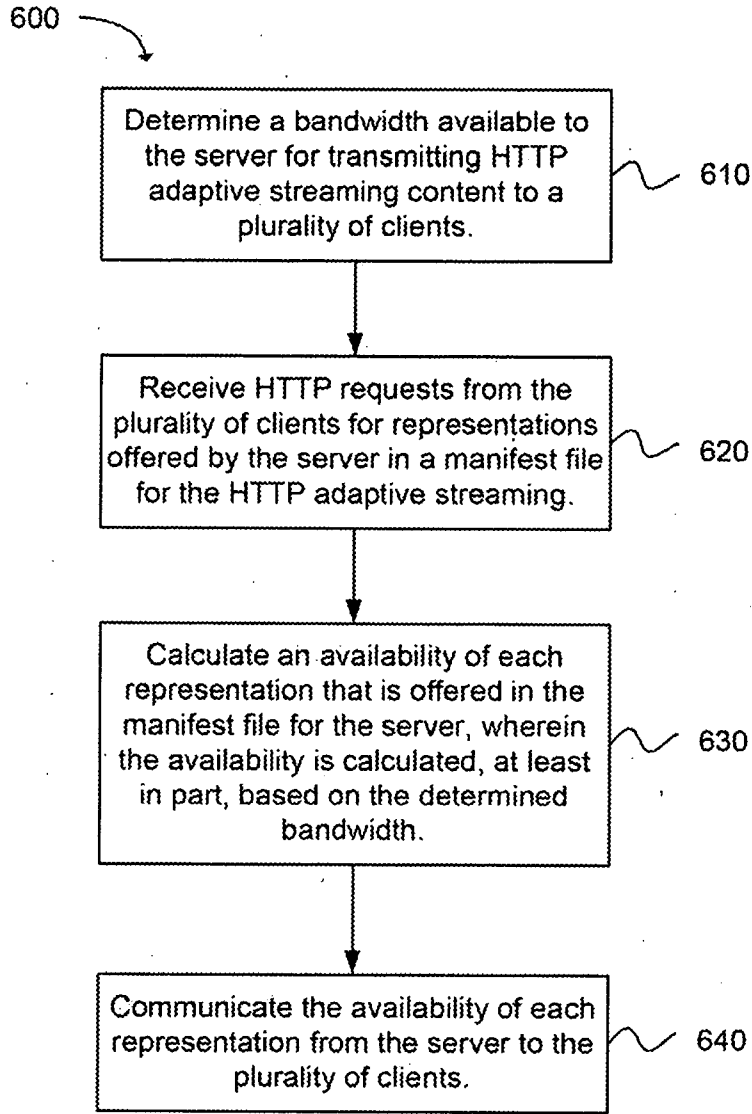 600
Determine a bandwidth available to
the server for transmitting HTTP
adaptive streaming content to a
plurality of clients.
610
Receive HTTP requests from the
plurality of clients for representations
offered by the server in a manifest file
for the HTTP adaptive streaming.
620
Calculate an availability of each
representation that is offered in the
manifest file for the server, wherein
the availability is calculated, at least
in part, based on the determined
bandwidth.
630
Communicate the availability of each
representation from the server to the
plurality of clients.
640